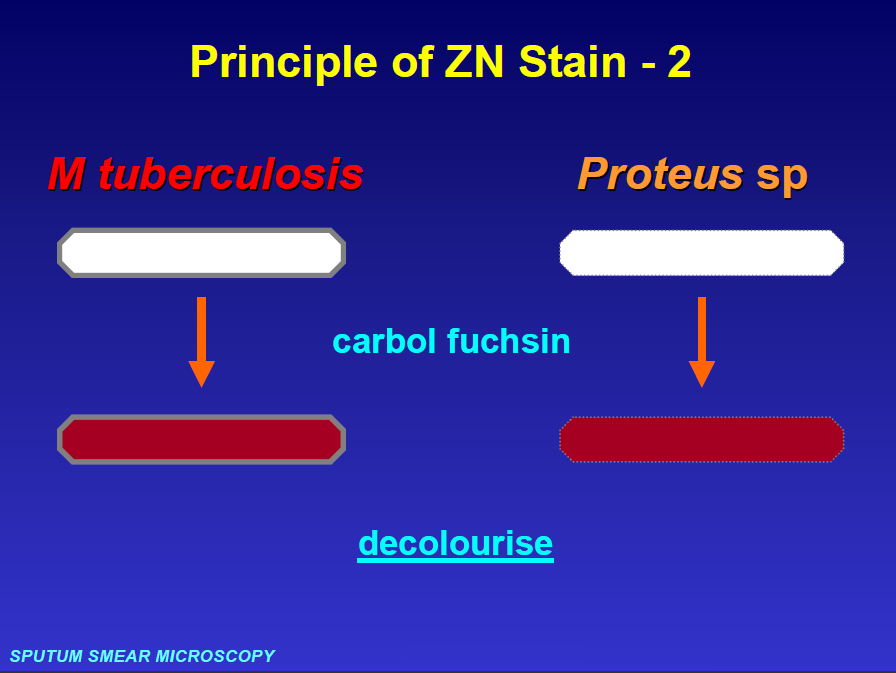 Principle of ZN Stain - 2
M tuberculosis
Proteus sp
carbol fuchsin
decolourise
SPUTUM SMEAR MICROSCOPY